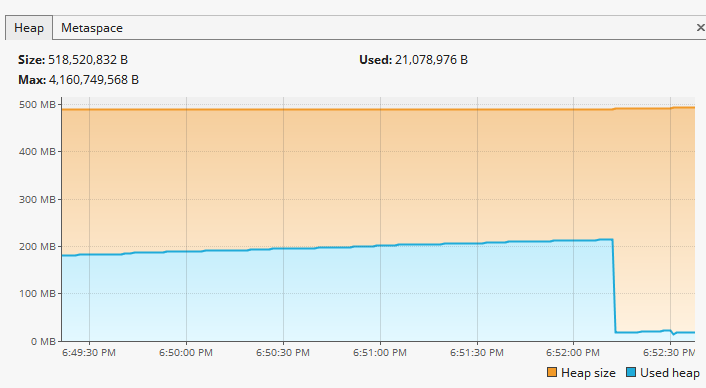 Heap Metaspace ×
Size: 518,520,832 B Used: 21,078,976 B
Max: 4,160,749,568 B
500 MB
400 MB
300 MB
200 MB
100 MB
0 MB
6:49:30 PM 6:50:00 PM 6:50:30 PM 6:51:00 PM 6:51:30 PM 6:52:00 PM 6:52:30 PM
Heap size Used heap